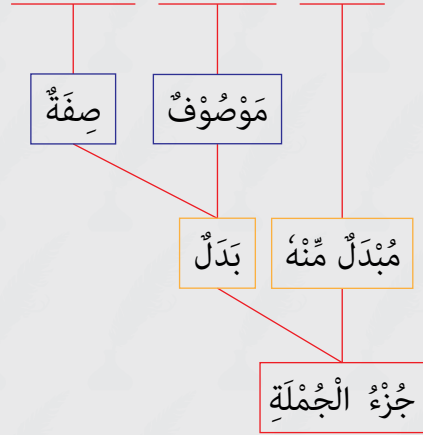 مَوْصُوْفٌ صِفَةٌ
مُبْدَلٌ مِّنْهٗ بَدَلٌ
جُزْءُ الْجُمْلَةِ